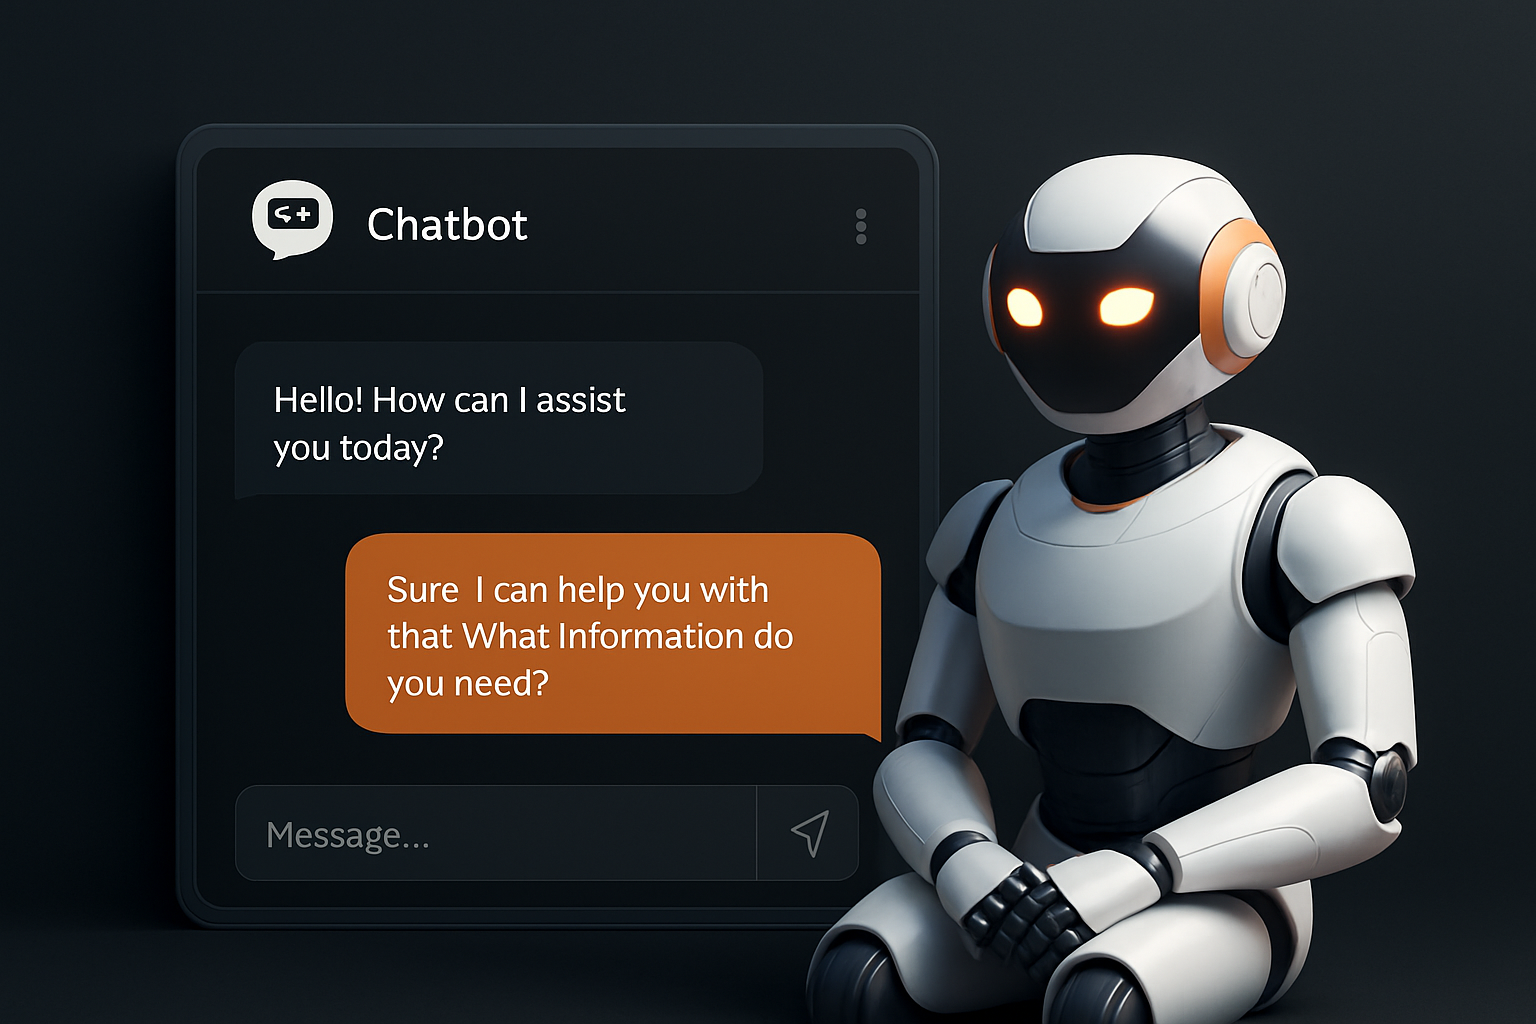 Chatbot
Hello! How can I assist
you today?
Sure  I can help you with
that What Information do
you need?
Message...